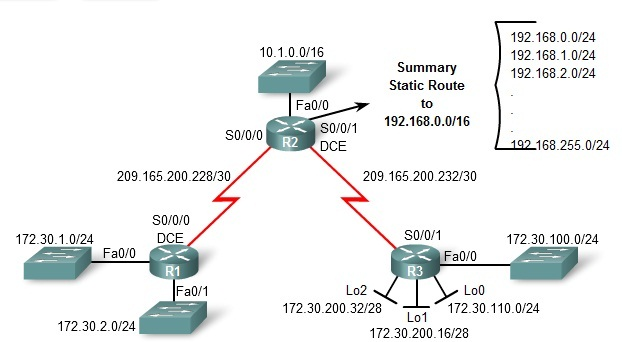 10.1.0.0/16
Fa0/0
S0/0/0
S0/0/1
DCE
R2
Summary
Static Route
to
192.168.0.0/16
192.168.0.0/24
192.168.1.0/24
192.168.2.0/24
.
.
.
192.168.255.0/24
209.165.200.228/30
209.165.200.232/30
172.30.1.0/24
Fa0/0
S0/0/0
DCE
R1
Fa0/1
172.30.2.0/24
S0/0/1
Fa0/0
R3
172.30.100.0/24
Lo2
172.30.200.32/28
Lo1
172.30.200.16/28
Lo0
172.30.110.0/24